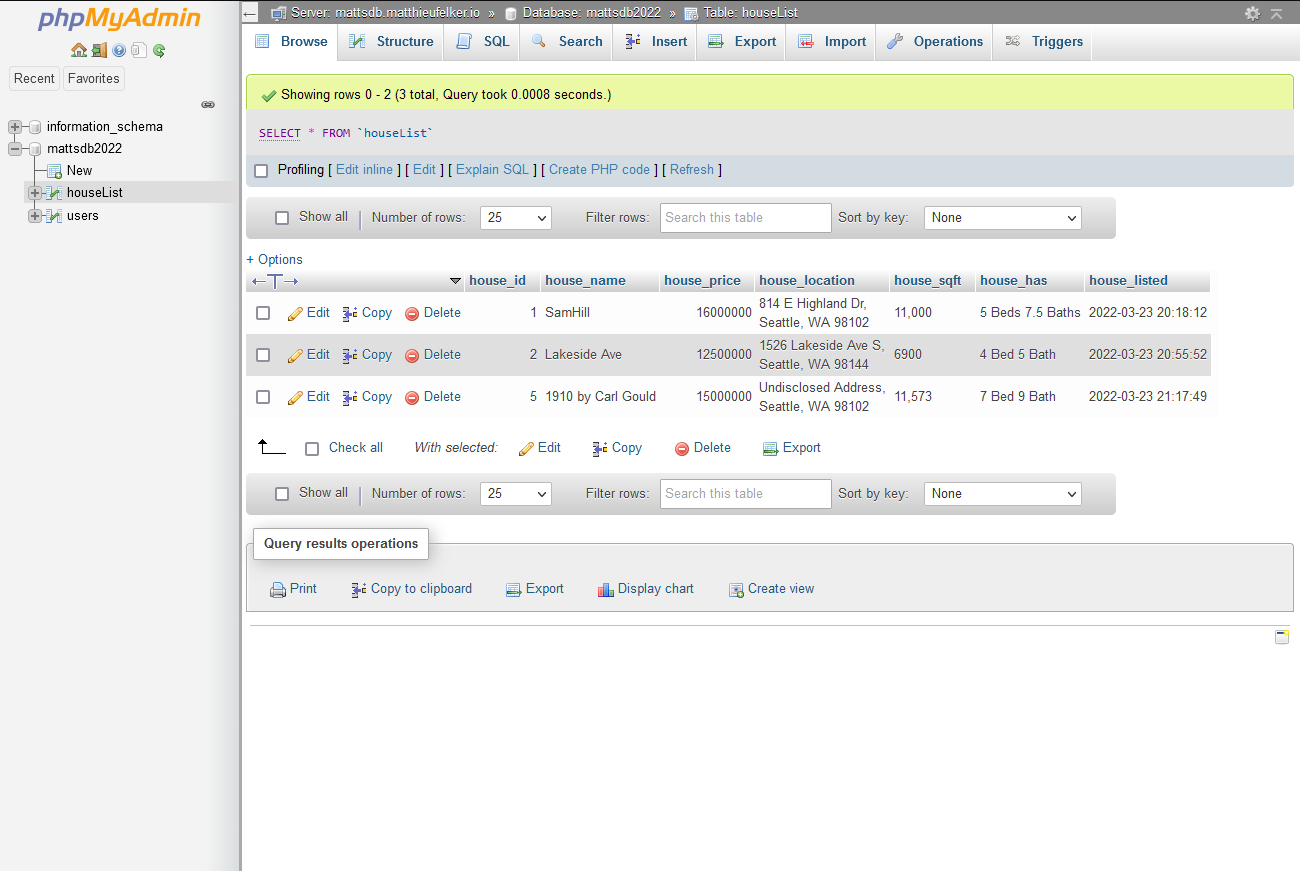 phpMyAdmin
Recent Favorites
information_schema
mattsdb2022
New
houseList
users
← Server: mattsdb.matthieufelker.io » Database: mattsdb2022 » Table: houseList
Browse Structure SQL Search Insert Export Import Operations Triggers
Showing rows 0 - 2 (3 total, Query took 0.0008 seconds.)
SELECT * FROM `houseList`
Profiling [ Edit inline ] [ Edit ] [ Explain SQL ] [ Create PHP code ] [ Refresh ]
Show all | Number of rows: 25 Filter rows: Search this table Sort by key: None
+ Options
←T→ house_id house_name house_price house_location house_sqft house_has house_listed
Edit Copy Delete 1 SamHill 16000000 814 E Highland Dr, Seattle, WA 98102 11,000 5 Beds 7.5 Baths 2022-03-23 20:18:12
Edit Copy Delete 2 Lakeside Ave 12500000 1526 Lakeside Ave S, Seattle, WA 98144 6900 4 Bed 5 Bath 2022-03-23 20:55:52
Edit Copy Delete 5 1910 by Carl Gould 15000000 Undisclosed Address, Seattle, WA 98102 11,573 7 Bed 9 Bath 2022-03-23 21:17:49
Check all With selected: Edit Copy Delete Export
Show all | Number of rows: 25 Filter rows: Search this table Sort by key: None
Query results operations
Print Copy to clipboard Export Display chart Create view